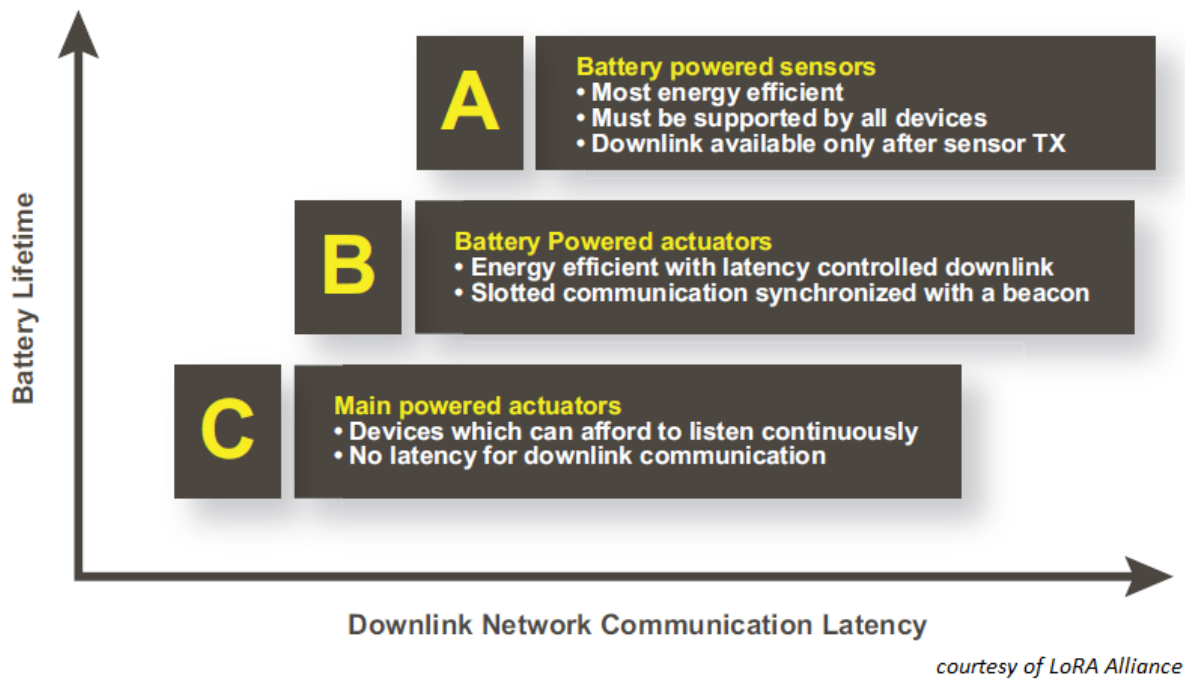 A
Battery powered sensors
• Most energy efficient
• Must be supported by all devices
• Downlink available only after sensor TX
B
Battery Powered actuators
• Energy efficient with latency controlled downlink
• Slotted communication synchronized with a beacon
C
Main powered actuators
• Devices which can afford to listen continuously
• No latency for downlink communication
Battery Lifetime
Downlink Network Communication Latency
courtesy of LoRA Alliance